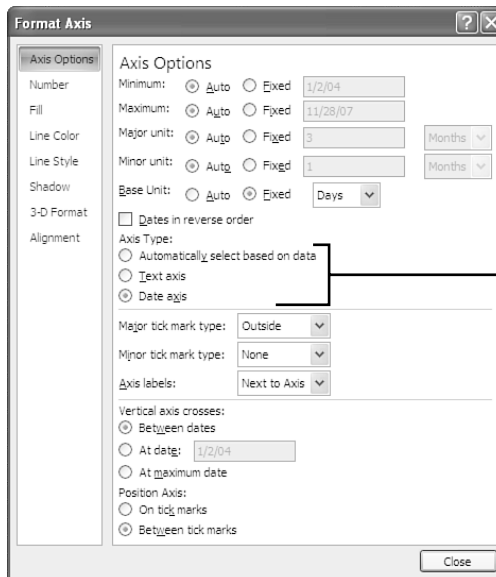 Format Axis
Axis Options
Number
Fill
Line Color
Line Style
Shadow
3-D Format
Alignment
Axis Options
Minimum: Auto Fixed 1/2/04
Maximum: Auto Fixed 11/28/07
Major unit: Auto Fixed 3 Months
Minor unit: Auto Fixed 1 Months
Base Unit: Auto Fixed Days
Dates in reverse order
Axis Type:
Automatically select based on data
Text axis
Date axis
Major tick mark type: Outside
Minor tick mark type: None
Axis labels: Next to Axis
Vertical axis crosses:
Between dates
At date: 1/2/04
At maximum date
Position Axis:
On tick marks
Between tick marks
Close